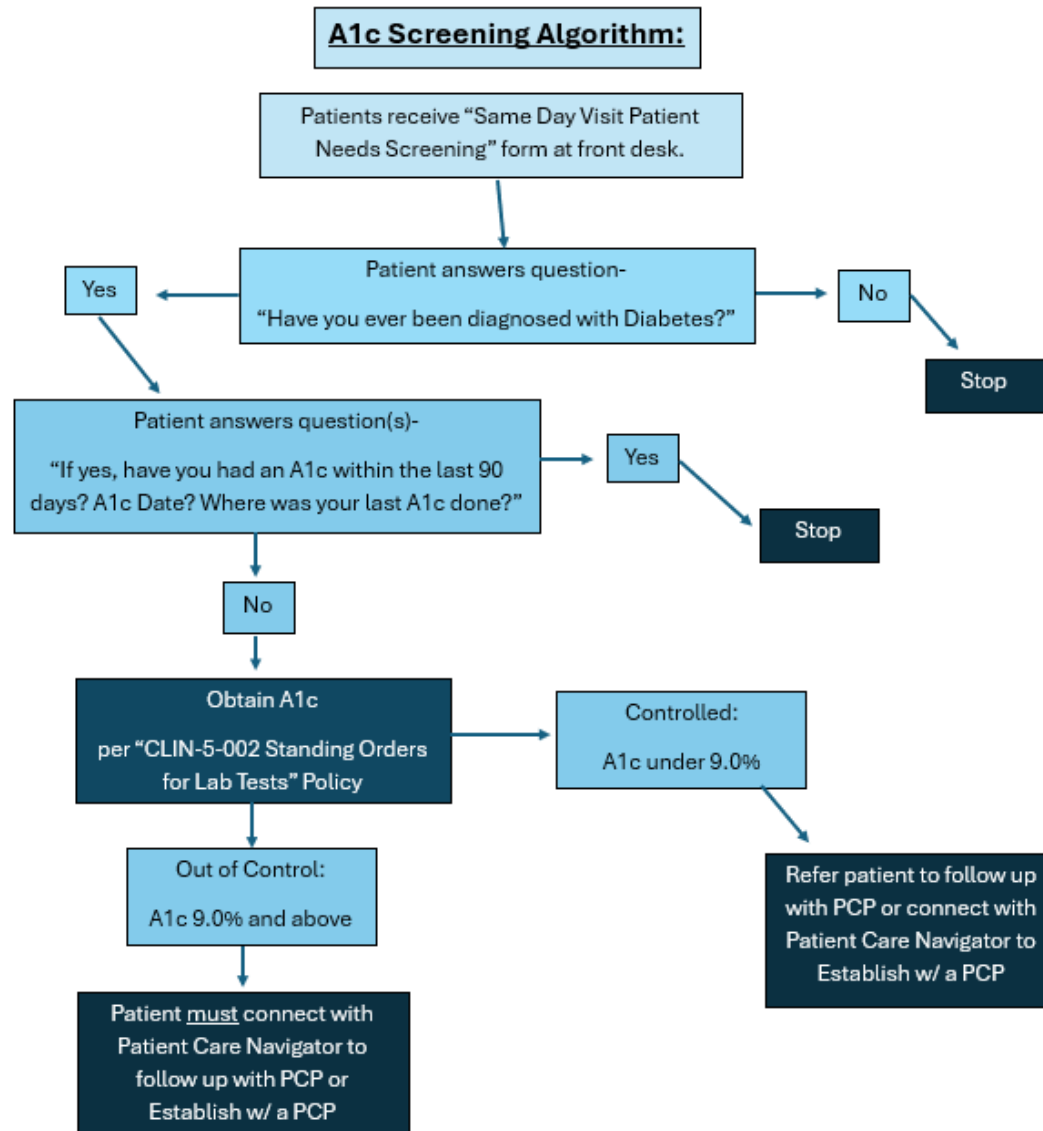 A1c Screening Algorithm:
Patients receive “Same Day Visit Patient
Needs Screening” form at front desk.
Patient answers question-
“Have you ever been diagnosed with Diabetes?”
Yes
No
Stop
Patient answers question(s)-
“If yes, have you had an A1c within the last 90
days? A1c Date? Where was your last A1c done?”
Yes
Stop
No
Obtain A1c
per “CLIN-5-002 Standing Orders
for Lab Tests” Policy
Controlled:
A1c under 9.0%
Out of Control:
A1c 9.0% and above
Refer patient to follow up
with PCP or connect with
Patient Care Navigator to
Establish w/ a PCP
Patient must connect with
Patient Care Navigator to
follow up with PCP or
Establish w/ a PCP